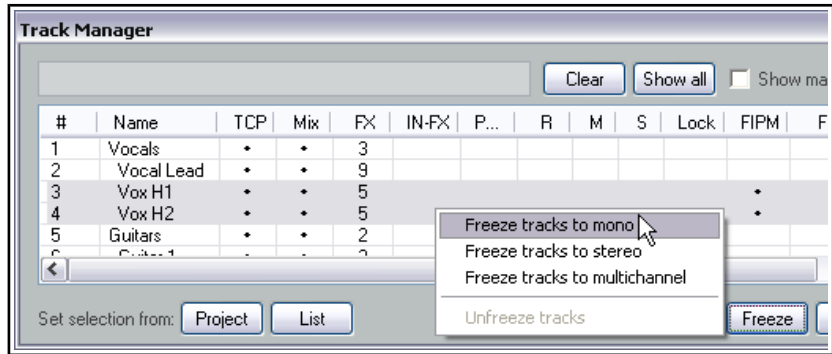 Track Manager
Clear Show all Show ma
# Name TCP Mix FX IN-FX P... R M S Lock FIPM F
1 Vocals • • 3
2 Vocal Lead • • 9
3 Vox H1 • • 5 •
4 Vox H2 • • 5 •
5 Guitars • • 2
Freeze tracks to mono
Freeze tracks to stereo
Freeze tracks to multichannel
Unfreeze tracks
Set selection from: Project List Freeze